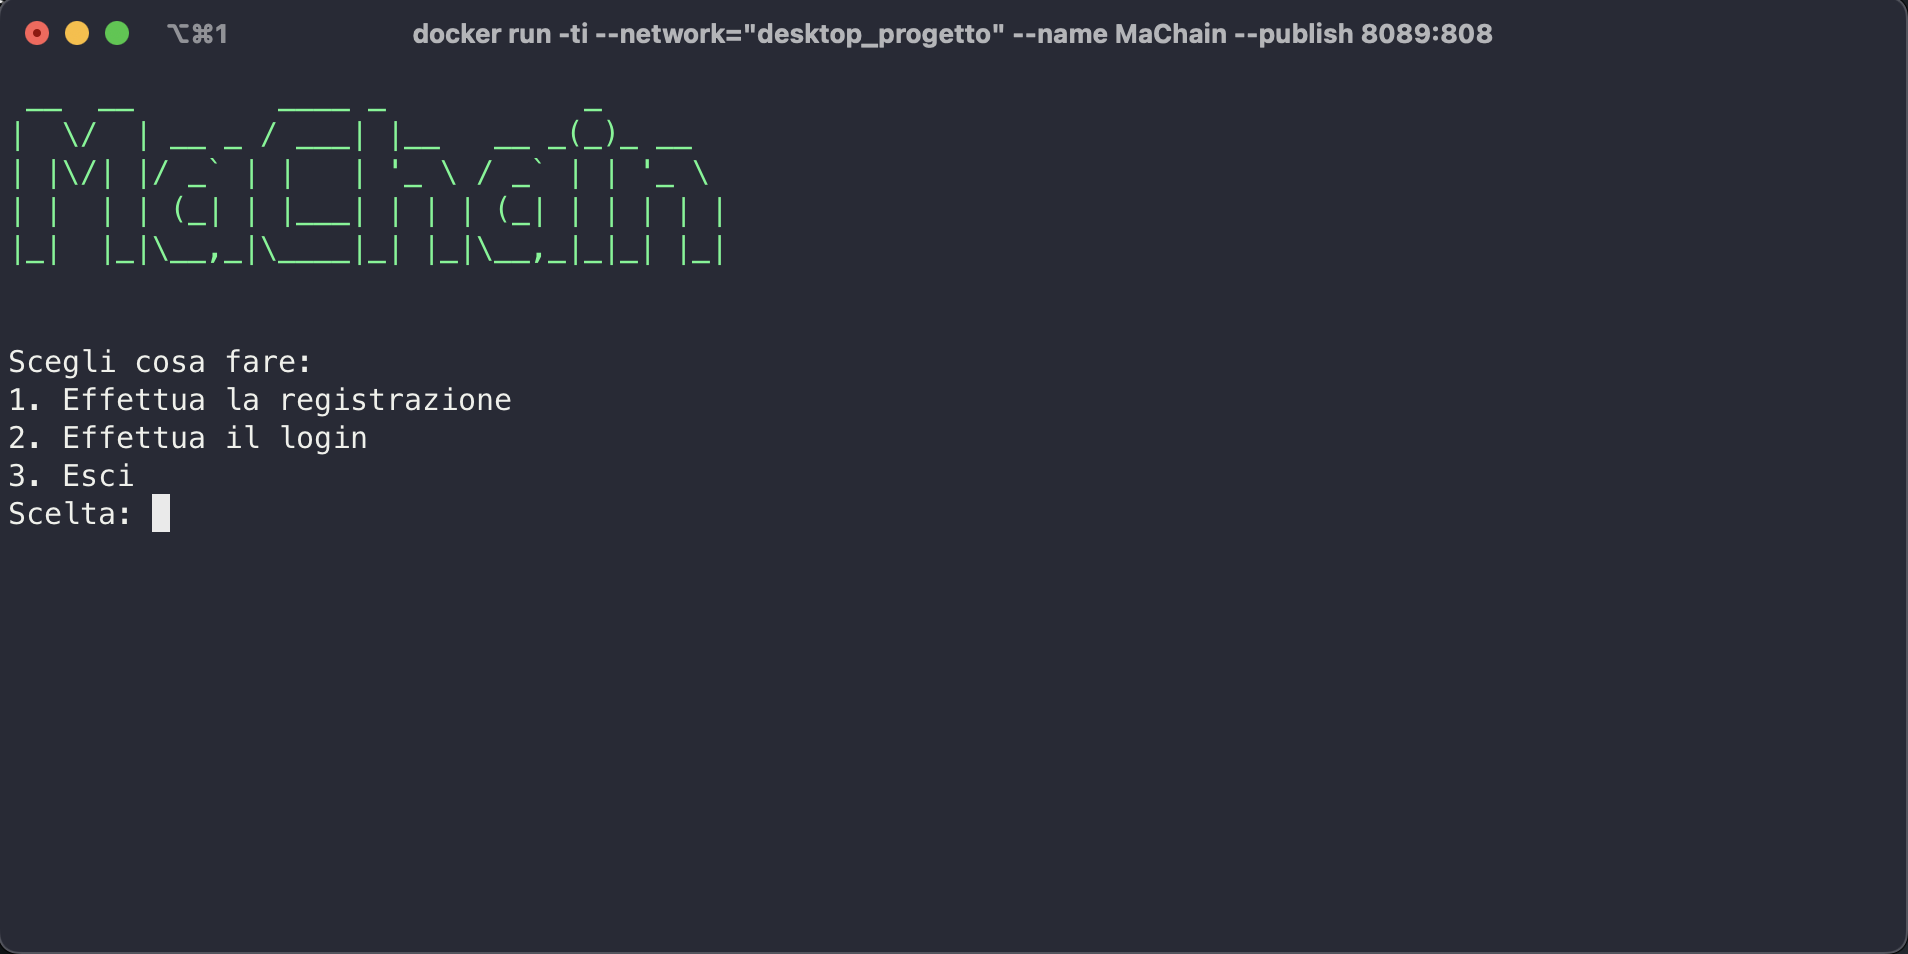 ⌥⌘1 docker run -ti --network="desktop_progetto" --name MaChain --publish 8089:808
MaChain
Scegli cosa fare:
1. Effettua la registrazione
2. Effettua il login
3. Esci
Scelta: